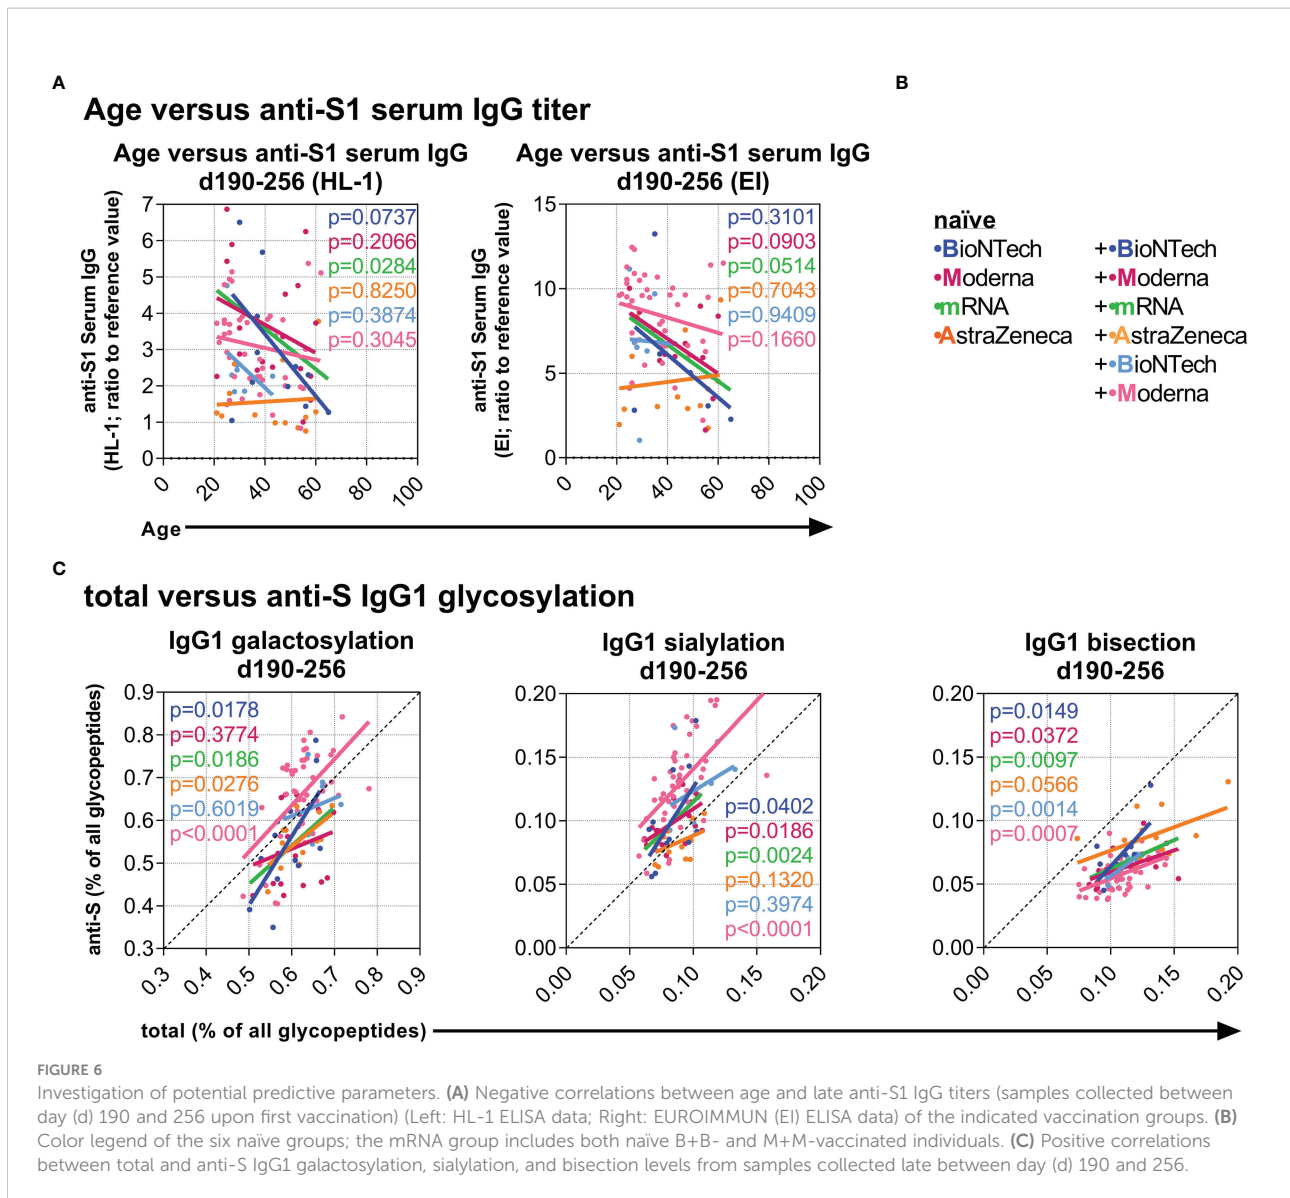 A
B
Age versus anti-S1 serum IgG titer
Age versus anti-S1 serum IgG
d190-256 (HL-1)
anti-S1 Serum IgG
(HL-1; ratio to reference value)
7
6
5
4
3
2
1
0
p=0.0737
p=0.2066
p=0.0284
p=0.8250
p=0.3874
p=0.3045
0
20
40
60
80
100
Age versus anti-S1 serum IgG
d190-256 (EI)
anti-S1 Serum IgG
(EI; ratio to reference value)
15
10
5
0
p=0.3101
p=0.0903
p=0.0514
p=0.7043
p=0.9409
p=0.1660
0
20
40
60
80
100
Age
naïve
BioNTech +BioNTech
Moderna +Moderna
mRNA +mRNA
AstraZeneca +AstraZeneca
+BioNTech
+Moderna
C
total versus anti-S IgG1 glycosylation
IgG1 galactosylation
d190-256
anti-S (% of all glycopeptides)
0.9
0.8
0.7
0.6
0.5
0.4
0.3
p=0.0178
p=0.3774
p=0.0186
p=0.0276
p=0.6019
p<0.0001
0.3
0.4
0.5
0.6
0.7
0.8
0.9
IgG1 sialylation
d190-256
0.20
0.15
0.10
0.05
0.00
p=0.0402
p=0.0186
p=0.0024
p=0.1320
p=0.3974
p<0.0001
0.00
0.05
0.10
0.15
0.20
IgG1 bisection
d190-256
0.20
0.15
0.10
0.05
0.00
p=0.0149
p=0.0372
p=0.0097
p=0.0566
p=0.0014
p=0.0007
0.00
0.05
0.10
0.15
0.20
total (% of all glycopeptides)
FIGURE 6
Investigation of potential predictive parameters. (A) Negative correlations between age and late anti-S1 IgG titers (samples collected between
day (d) 190 and 256 upon first vaccination) (Left: HL-1 ELISA data; Right: EUROIMMUN (EI) ELISA data) of the indicated vaccination groups. (B)
Color legend of the six naïve groups; the mRNA group includes both naïve B+B- and M+M-vaccinated individuals. (C) Positive correlations
between total and anti-S IgG1 galactosylation, sialylation, and bisection levels from samples collected late between day (d) 190 and 256.